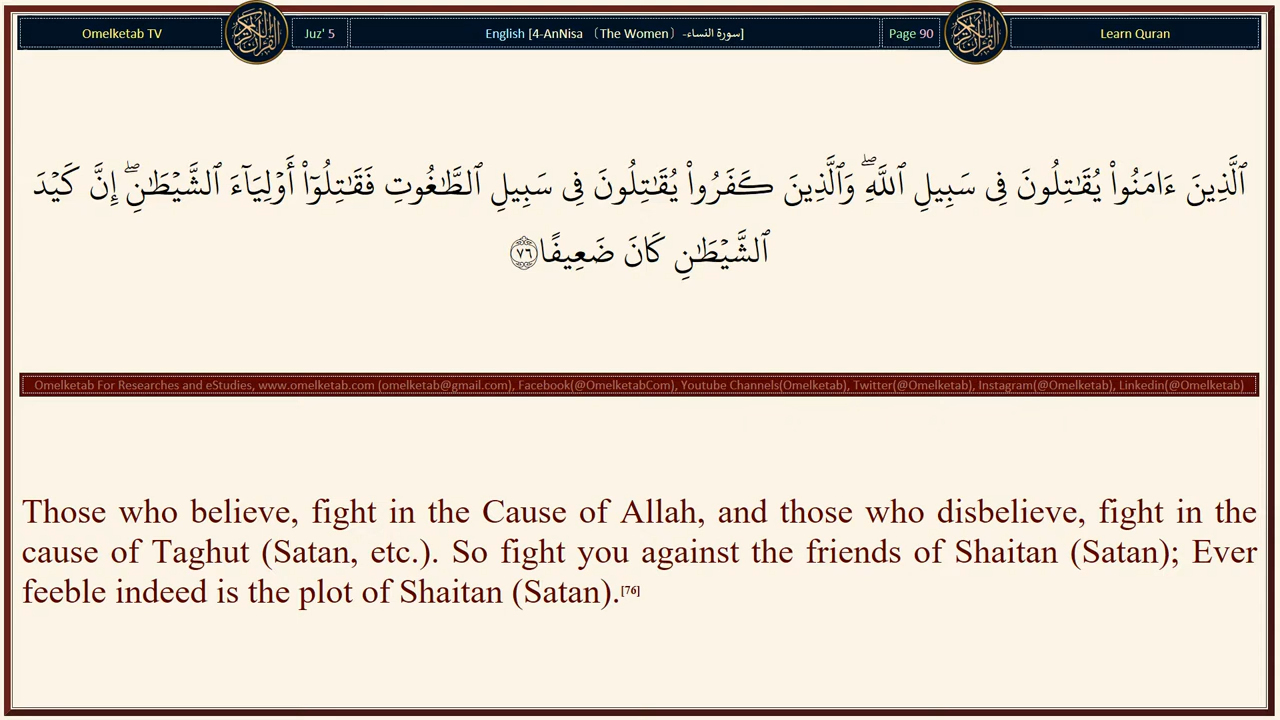 Omelketab TV
Juz' 5
English [4-AnNisa （The Women） -سورة النساء]
Page 90
Learn Quran
ٱلَّذِينَ ءَامَنُوا۟ يُقَـٰتِلُونَ فِى سَبِيلِ ٱللَّهِ ۖ وَٱلَّذِينَ كَفَرُوا۟ يُقَـٰتِلُونَ فِى سَبِيلِ ٱلطَّـٰغُوتِ فَقَـٰتِلُوٓا۟ أَوْلِيَآءَ ٱلشَّيْطَـٰنِ ۖ إِنَّ كَيْدَ
ٱلشَّيْطَـٰنِ كَانَ ضَعِيفًا ٧٦
Omelketab For Researches and eStudies, www.omelketab.com (omelketab@gmail.com), Facebook(@OmelketabCom), Youtube Channels(Omelketab), Twitter(@Omelketab), Instagram(@Omelketab), Linkedin(@Omelketab)
Those who believe, fight in the Cause of Allah, and those who disbelieve, fight in the
cause of Taghut (Satan, etc.). So fight you against the friends of Shaitan (Satan); Ever
feeble indeed is the plot of Shaitan (Satan).[76]